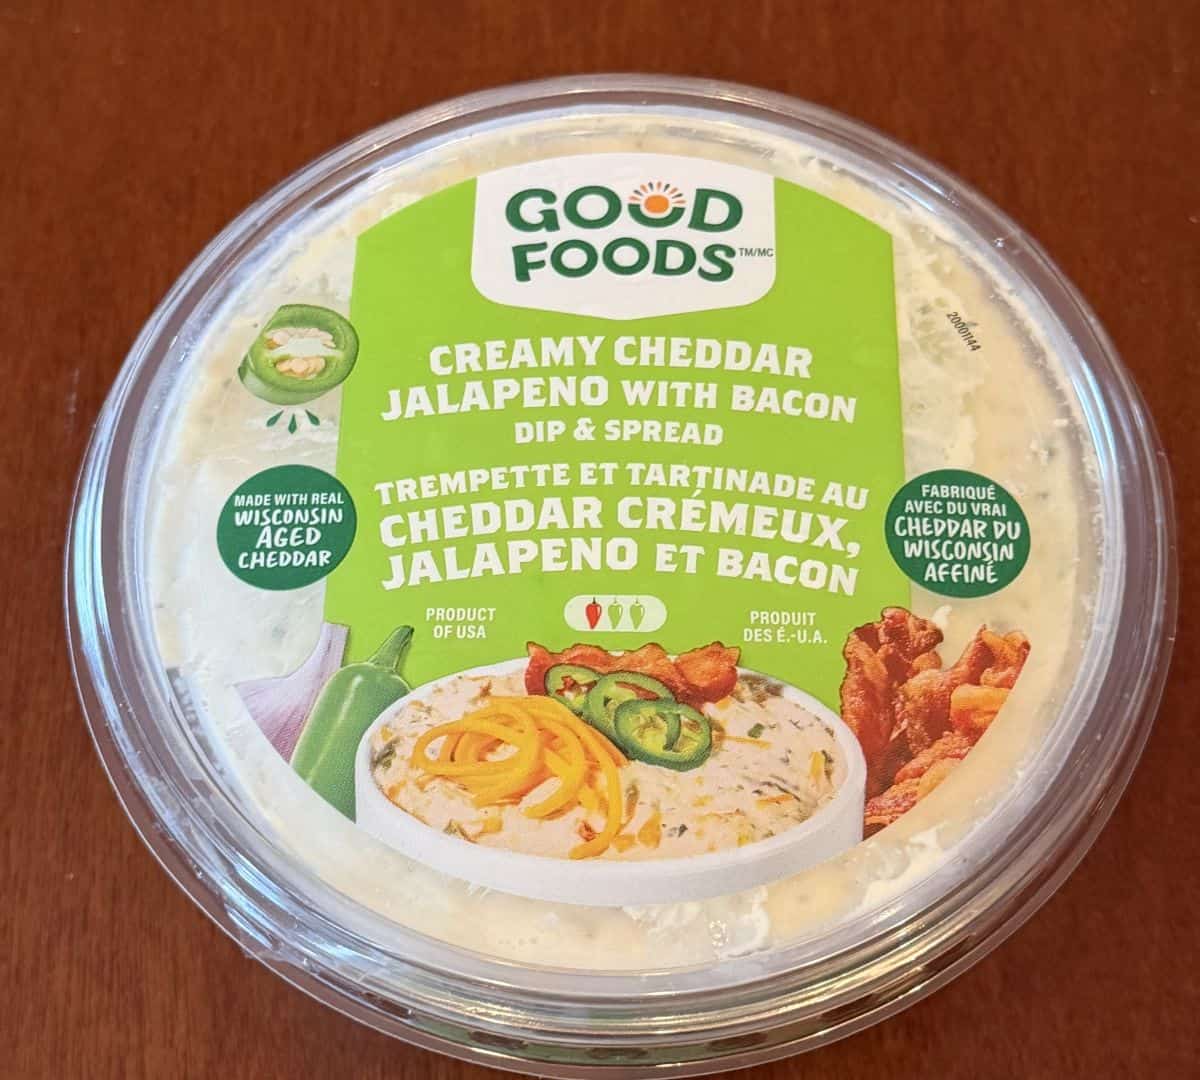 GOOD
FOODS TM/MC
CREAMY CHEDDAR
JALAPENO WITH BACON
DIP & SPREAD
TREMPETTE ET TARTINADE AU
CHEDDAR CRÉMEUX,
JALAPENO ET BACON
MADE WITH REAL
WISCONSIN
AGED
CHEDDAR
FABRIQUÉ
AVEC DU VRAI
CHEDDAR DU
WISCONSIN
AFFINÉ
PRODUCT
OF USA
PRODUIT
DES É.-U.A.
20001144